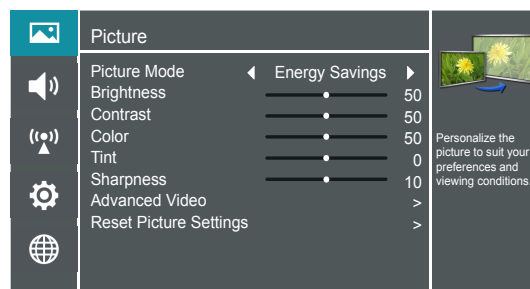 Picture
Picture Mode Energy Savings
Brightness 50
Contrast 50
Color 50
Tint 0
Sharpness 10
Advanced Video >
Reset Picture Settings >
Personalize the
picture to suit your
preferences and
viewing conditions